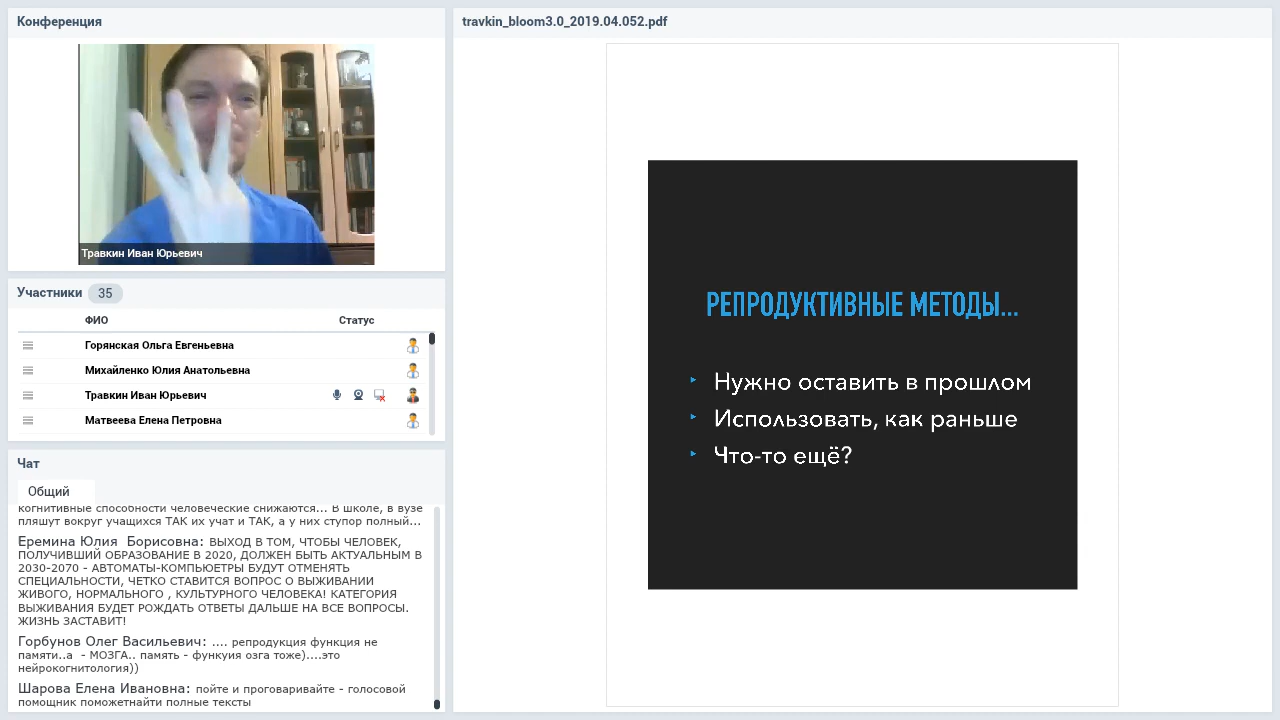 Конференция
Травкин Иван Юрьевич
Участники 35
ФИО Статус
Горянская Ольга Евгеньевна
Михайленко Юлия Анатольевна
Травкин Иван Юрьевич
Матвеева Елена Петровна
Чат
Общий
когнитивные способности человеческие снижаются... В школе, в вузе
пляшут вокруг учащихся ТАК их учат и ТАК, а у них ступор полный...
Еремина Юлия Борисовна: ВЫХОД В ТОМ, ЧТОБЫ ЧЕЛОВЕК,
ПОЛУЧИВШИЙ ОБРАЗОВАНИЕ В 2020, ДОЛЖЕН БЫТЬ АКТУАЛЬНЫМ В
2030-2070 - АВТОМАТЫ-КОМПЬЮЕТРЫ БУДУТ ОТМЕНЯТЬ
СПЕЦИАЛЬНОСТИ, ЧЕТКО СТАВИТСЯ ВОПРОС О ВЫЖИВАНИИ
ЖИВОГО, НОРМАЛЬНОГО , КУЛЬТУРНОГО ЧЕЛОВЕКА! КАТЕГОРИЯ
ВЫЖИВАНИЯ БУДЕТ РОЖДАТЬ ОТВЕТЫ ДАЛЬШЕ НА ВСЕ ВОПРОСЫ.
ЖИЗНЬ ЗАСТАВИТ!
Горбунов Олег Васильевич: .... репродукция функция не
памяти..а - МОЗГА.. память - функуия озга тоже)....это
нейрокогнитология))
Шарова Елена Ивановна: пойте и проговаривайте - голосовой
помощник поможетнайти полные тексты
travkin_bloom3.0_2019.04.052.pdf
РЕПРОДУКТИВНЫЕ МЕТОДЫ...
Нужно оставить в прошлом
Использовать, как раньше
Что-то ещё?